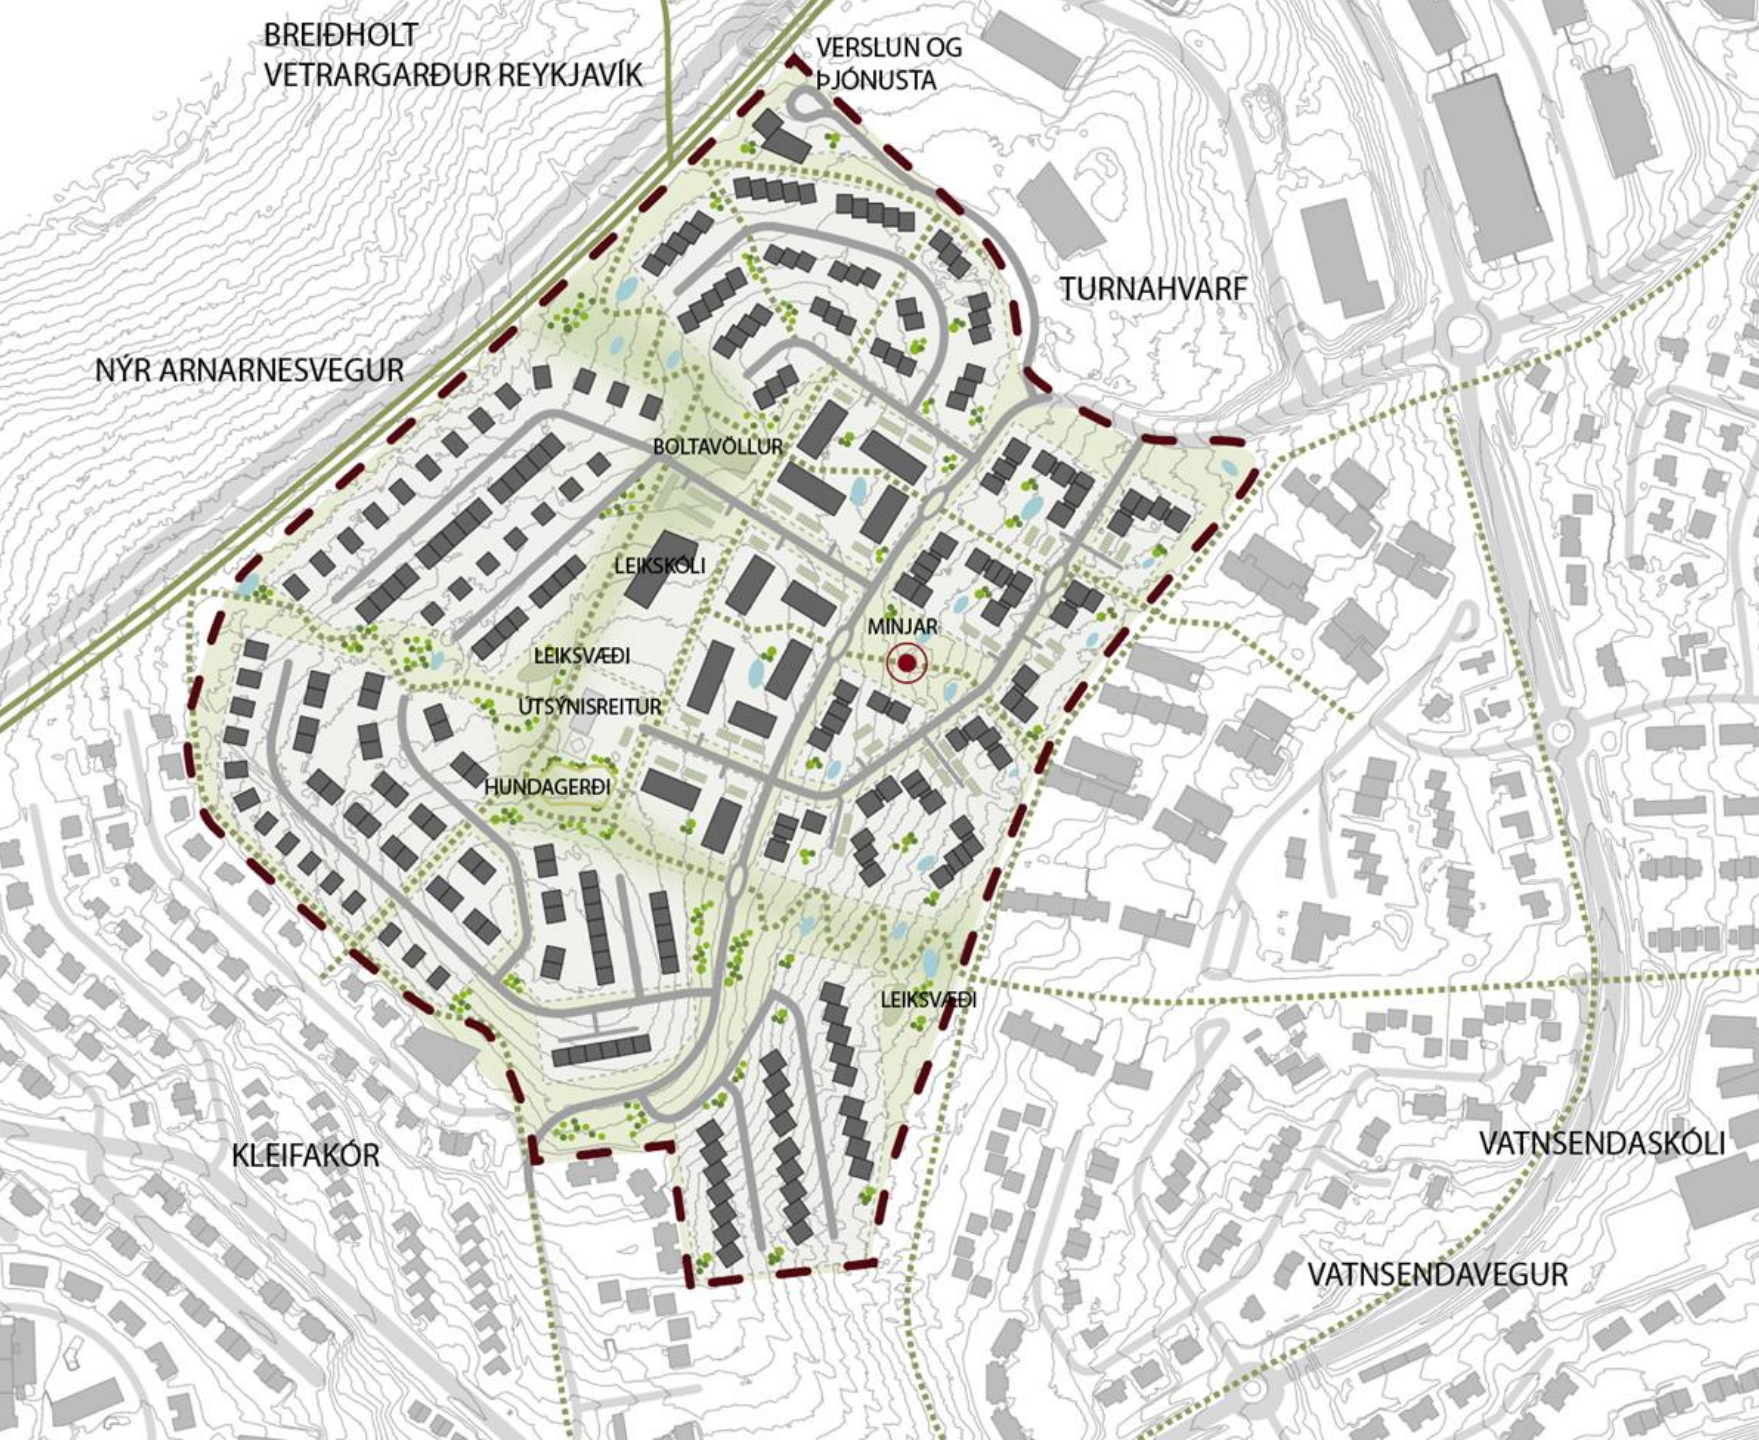 BREIÐHOLT
VETRARGARÐUR REYKJAVÍK
VERSLUN OG
ÞJÓNUSTA
TURNAHVARF
NÝR ARNARNESVEGUR
BOLTAVÖLLUR
LEIKSKÓLI
MINJAR
LEIKSVÆÐI
ÚTSÝNISREITUR
HUNDAGERÐI
LEIKSVÆÐI
KLEIFAKÓR
VATNSENDASKÓLI
VATNSENDAVEGUR